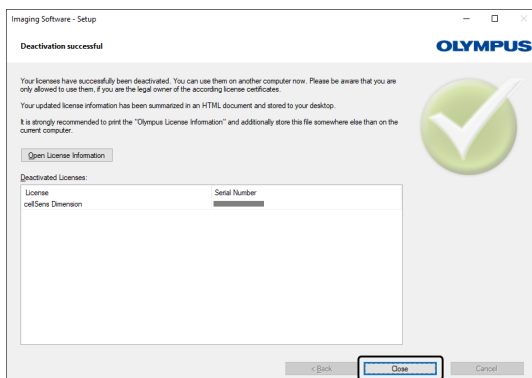 Imaging Software - Setup
Deactivation successful
OLYMPUS
Your licenses have successfully been deactivated. You can use them on another computer now. Please be aware that you are
only allowed to use them, if you are the legal owner of the according license certificates.
Your updated license information has been summarized in an HTML document and stored to your desktop.
It is strongly recommended to print the "Olympus License Information" and additionally store this file somewhere else than on the
current computer.
Open License Information
Deactivated Licenses:
License Serial Number
cellSens Dimension
< Back Close Cancel